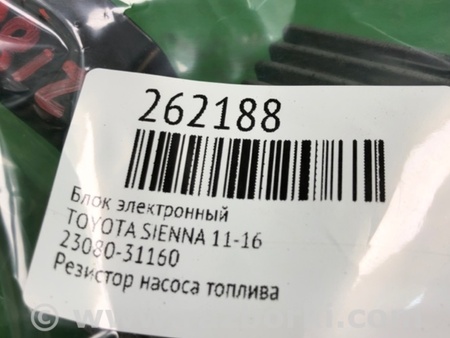 262188
Блок электронный
TOYOTA SIENNA 11-16
23080-31160
Резистор насоса топлива